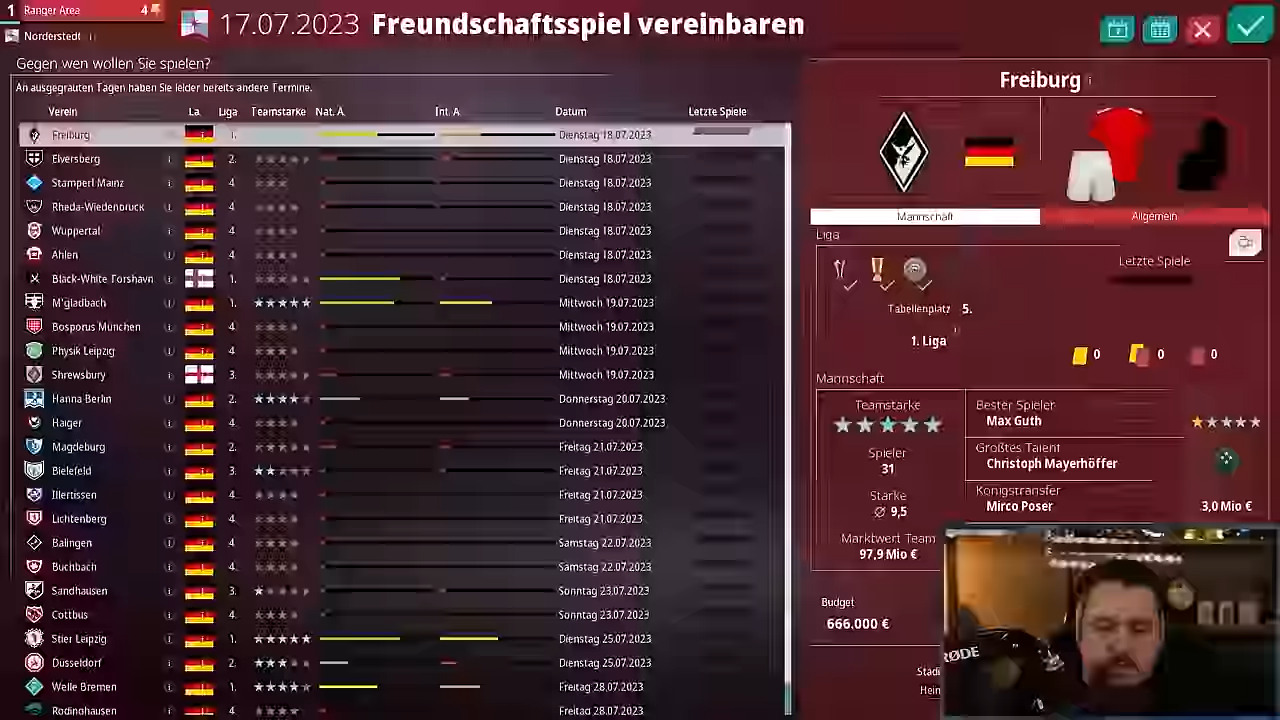 1 Ranger Area 4
Norderstedt
17.07.2023 Freundschaftsspiel vereinbaren
Gegen wen wollen Sie spielen?
An ausgegrauten Tagen haben Sie leider bereits andere Termine.
Verein La. Liga Teamstärke Nat. A. Int. A. Datum Letzte Spiele
Freiburg 1. Dienstag 18.07.2023
Elversberg 2. Dienstag 18.07.2023
Stamperl Mainz 4 Dienstag 18.07.2023
Rheda-Wiedenbrück 4 Dienstag 18.07.2023
Wuppertal 4. Dienstag 18.07.2023
Ahlen 4. Dienstag 18.07.2023
Black-White Torshavn 1. Dienstag 18.07.2023
M'gladbach 1. Mittwoch 19.07.2023
Bosporus München 4 Mittwoch 19.07.2023
Physik Leipzig 4 Mittwoch 19.07.2023
Shrewsbury 3. Mittwoch 19.07.2023
Hanna Berlin 2. Donnerstag 20.07.2023
Haiger 4. Donnerstag 20.07.2023
Magdeburg 2. Freitag 21.07.2023
Bielefeld 3. Freitag 21.07.2023
Illertissen 4. Freitag 21.07.2023
Lichtenberg 4. Freitag 21.07.2023
Balingen 4. Samstag 22.07.2023
Buchbach 4. Samstag 22.07.2023
Sandhausen 3. Sonntag 23.07.2023
Cottbus 4. Sonntag 23.07.2023
Stier Leipzig 1. Dienstag 25.07.2023
Düsseldorf 2. Dienstag 25.07.2023
Welle Bremen 1. Freitag 28.07.2023
Rödinghausen 4. Freitag 28.07.2023
Freiburg
Mannschaft Allgemein
Liga
Letzte Spiele
Tabellenplatz 5.
1. Liga
0 0 0
Mannschaft
Teamstärke
Spieler
31
Stärke
Ø 9,5
Marktwert Team
97,9 Mio €
Bester Spieler
Max Guth
Größtes Talent
Christoph Mayerhöffer
Königstransfer
Mirco Poser 3,0 Mio €
Budget
666.000 €
RØDE